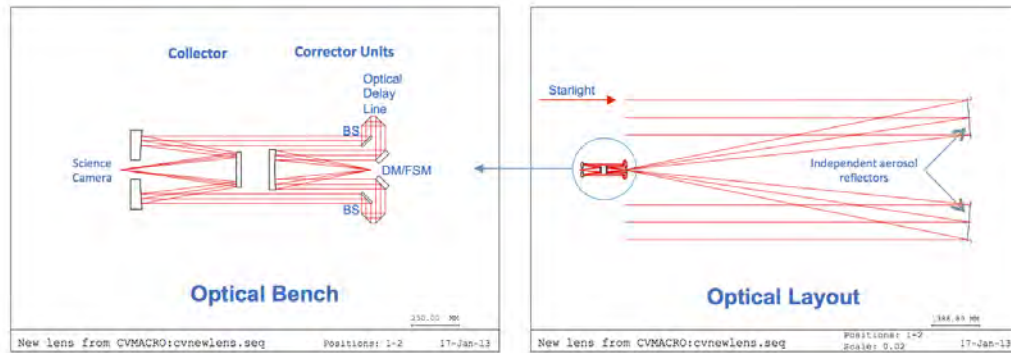 Collector
Corrector Units
Optical
Delay
Line
BS
Science
Camera
DM/FSM
BS
Optical Bench
250.00 MM
New lens from CVMACRO:cvnewlens.seq
Positions: 1-2
17-Jan-13
Starlight
Independent aerosol
reflectors
Optical Layout
MM
New lens from CVMACRO:cvnewlens.seq
Positions: 1-2
Scale: 0.02
17-Jan-13